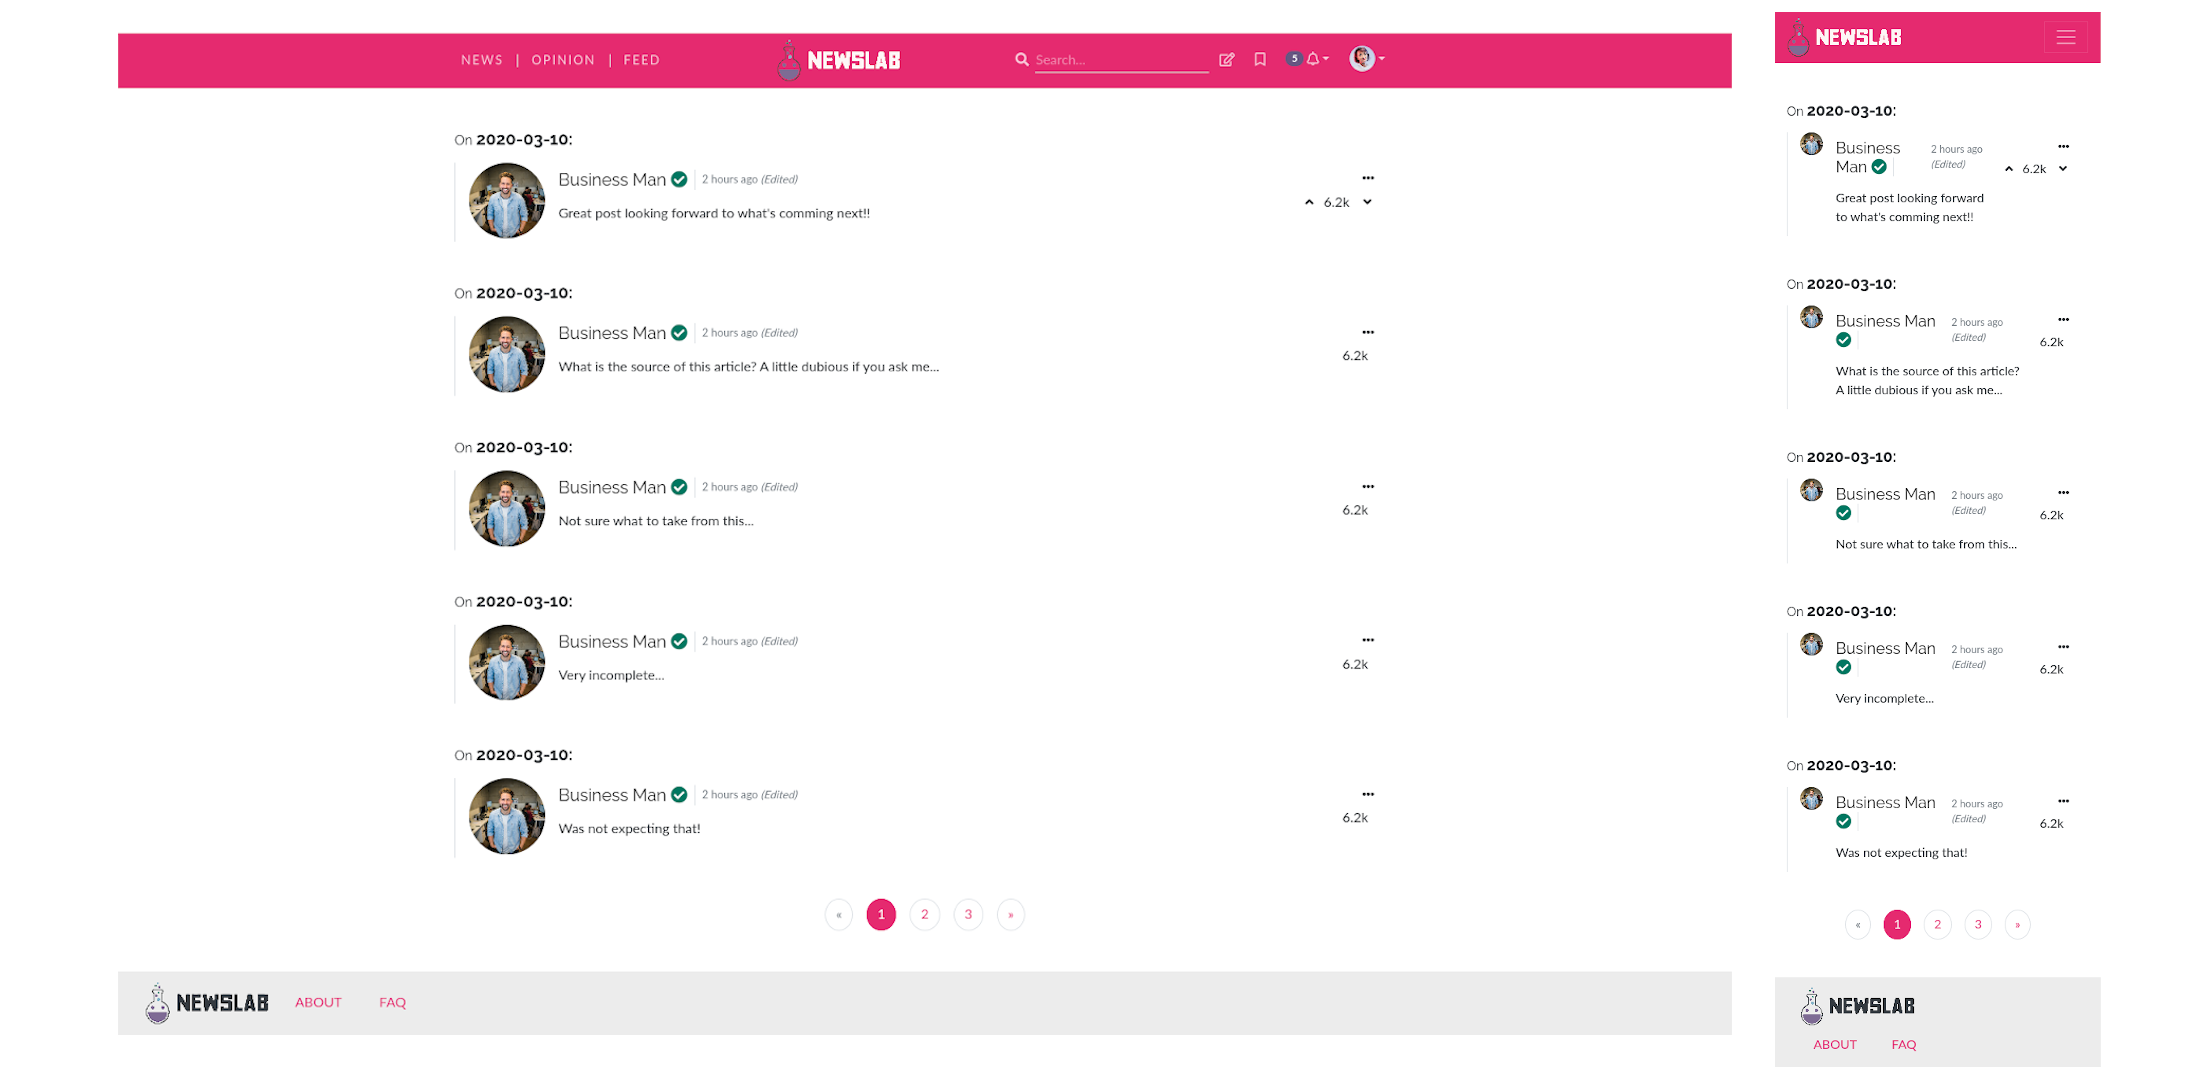 NEWS | OPINION | FEED NEWSLAB Search... 5
On 2020-03-10:
Business Man 2 hours ago (Edited)
6.2k
Great post looking forward to what's comming next!!
On 2020-03-10:
Business Man 2 hours ago (Edited)
6.2k
What is the source of this article? A little dubious if you ask me...
On 2020-03-10:
Business Man 2 hours ago (Edited)
6.2k
Not sure what to take from this...
On 2020-03-10:
Business Man 2 hours ago (Edited)
6.2k
Very incomplete...
On 2020-03-10:
Business Man 2 hours ago (Edited)
6.2k
Was not expecting that!
« 1 2 3 »
NEWSLAB ABOUT FAQ
NEWSLAB
On 2020-03-10:
Business 2 hours ago
Man (Edited)
6.2k
Great post looking forward
to what's comming next!!
On 2020-03-10:
Business Man 2 hours ago
(Edited)
6.2k
What is the source of this article?
A little dubious if you ask me...
On 2020-03-10:
Business Man 2 hours ago
(Edited)
6.2k
Not sure what to take from this...
On 2020-03-10:
Business Man 2 hours ago
(Edited)
6.2k
Very incomplete...
On 2020-03-10:
Business Man 2 hours ago
(Edited)
6.2k
Was not expecting that!
« 1 2 3 »
NEWSLAB
ABOUT FAQ